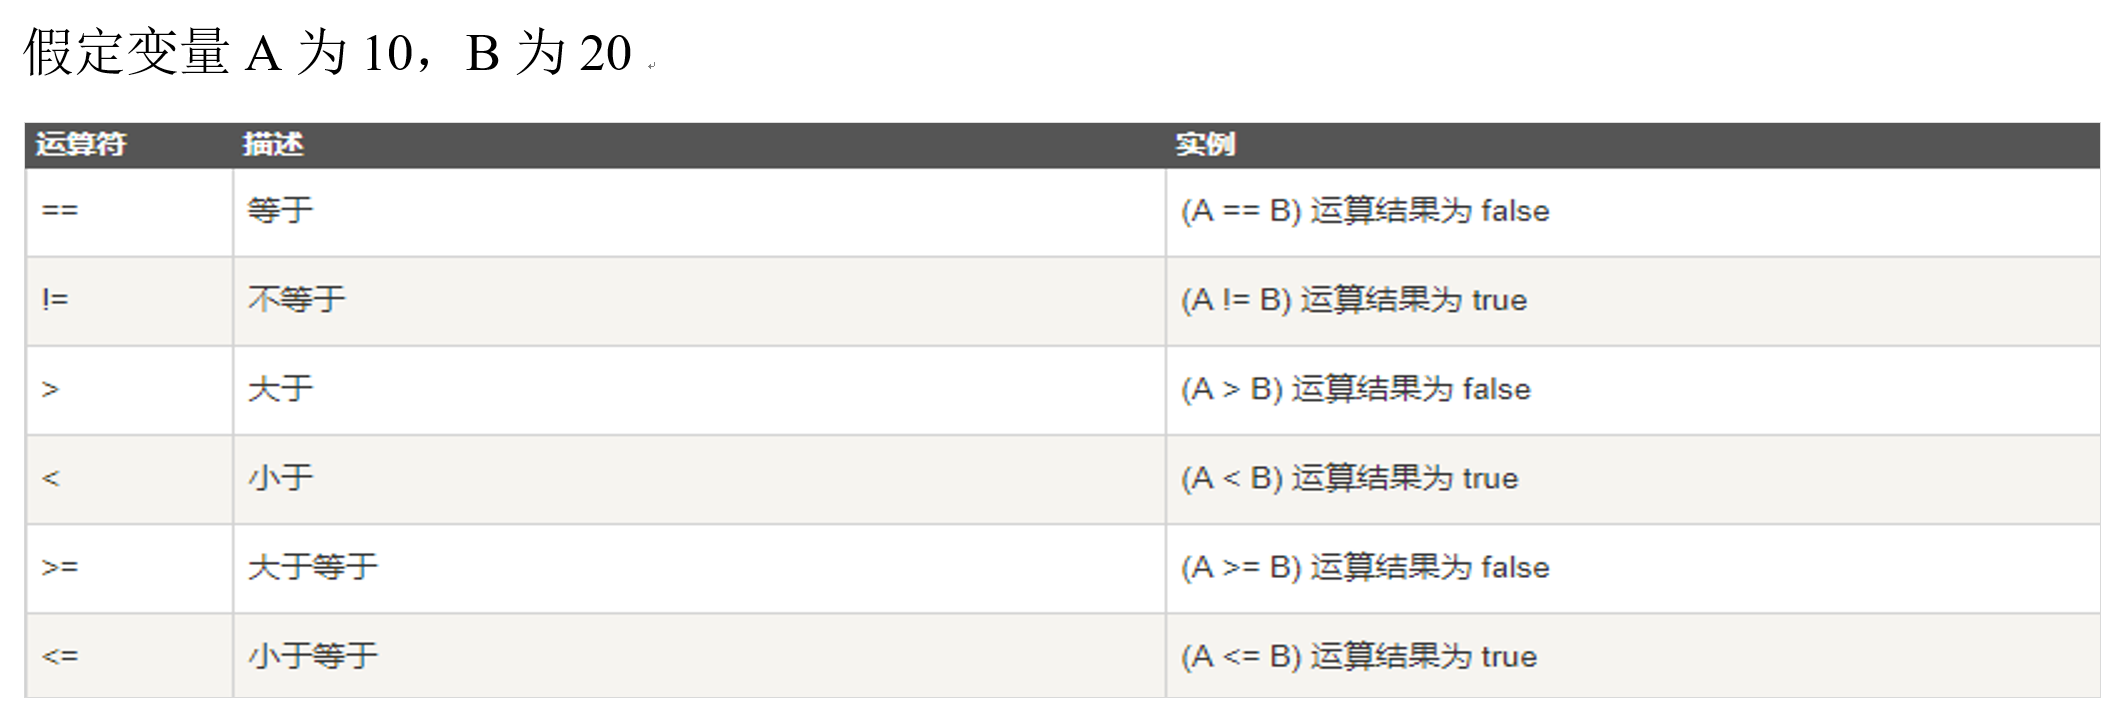 假定变量 A 为 10，B 为 20
运算符 描述 实例
== 等于 (A == B) 运算结果为 false
!= 不等于 (A != B) 运算结果为 true
> 大于 (A > B) 运算结果为 false
< 小于 (A < B) 运算结果为 true
>= 大于等于 (A >= B) 运算结果为 false
<= 小于等于 (A <= B) 运算结果为 true